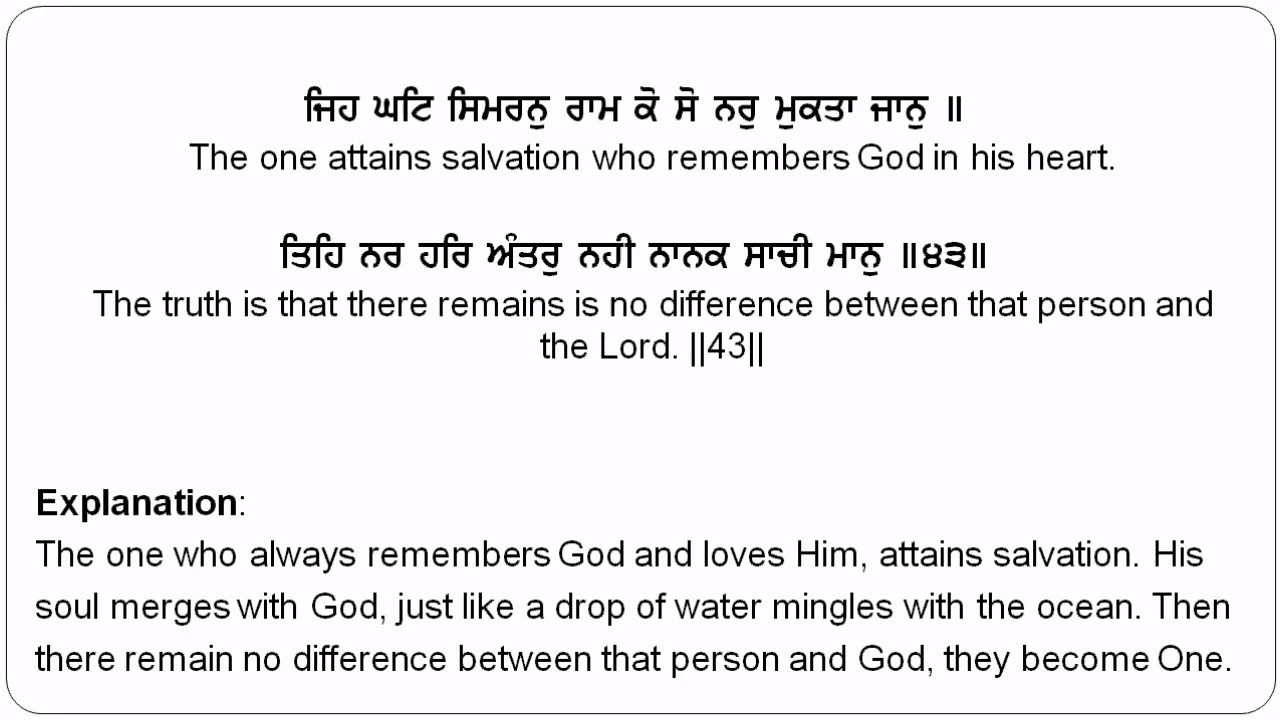 ਜਿਹ ਘਟਿ ਸਿਮਰਨੁ ਰਾਮ ਕੋ ਸੋ ਨਰੁ ਮੁਕਤਾ ਜਾਨੁ ॥
The one attains salvation who remembers God in his heart.
ਤਿਹਿ ਨਰ ਹਰਿ ਅੰਤਰੁ ਨਹੀ ਨਾਨਕ ਸਾਚੀ ਮਾਨੁ ॥੪੩॥
The truth is that there remains is no difference between that person and
the Lord. ||43||
Explanation:
The one who always remembers God and loves Him, attains salvation. His
soul merges with God, just like a drop of water mingles with the ocean. Then
there remain no difference between that person and God, they become One.